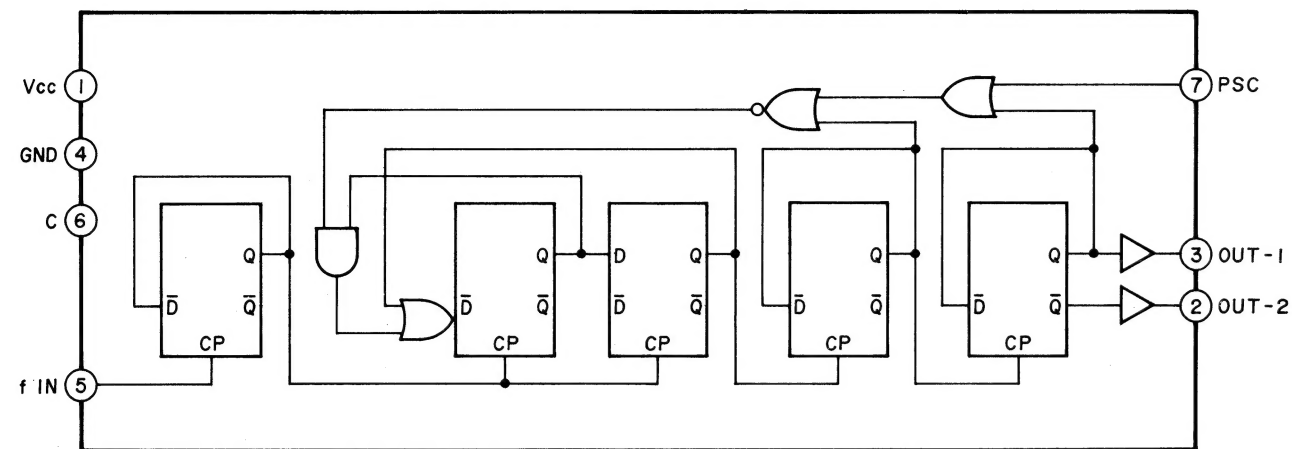 Vcc 1
GND 4
C 6
f IN 5
7 PSC
3 OUT-1
2 OUT-2
Q
D̅ Q̅
CP
Q
D̅ Q̅
CP
D Q
D̅ Q̅
CP
Q
D̅ Q̅
CP
Q
D̅ Q̅
CP